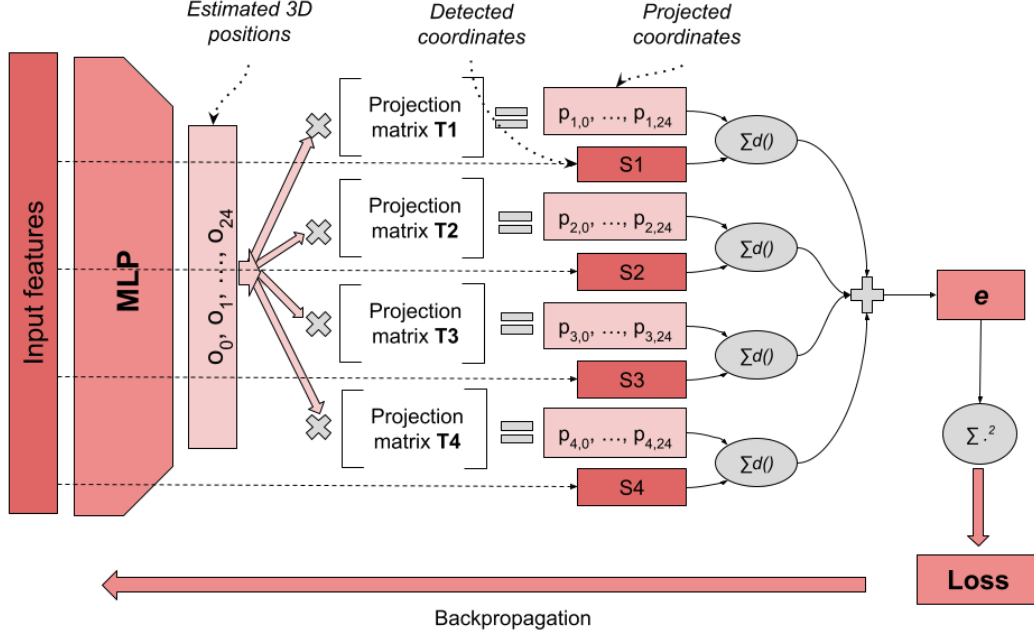 Estimated 3D
positions
Detected
coordinates
Projected
coordinates
Input features
MLP
o0, o1, ..., o24
Projection
matrix T1
p1,0, ..., p1,24
S1
∑d()
Projection
matrix T2
p2,0, ..., p2,24
S2
∑d()
Projection
matrix T3
p3,0, ..., p3,24
S3
∑d()
Projection
matrix T4
p4,0, ..., p4,24
S4
∑d()
e
∑ .²
Loss
Backpropagation